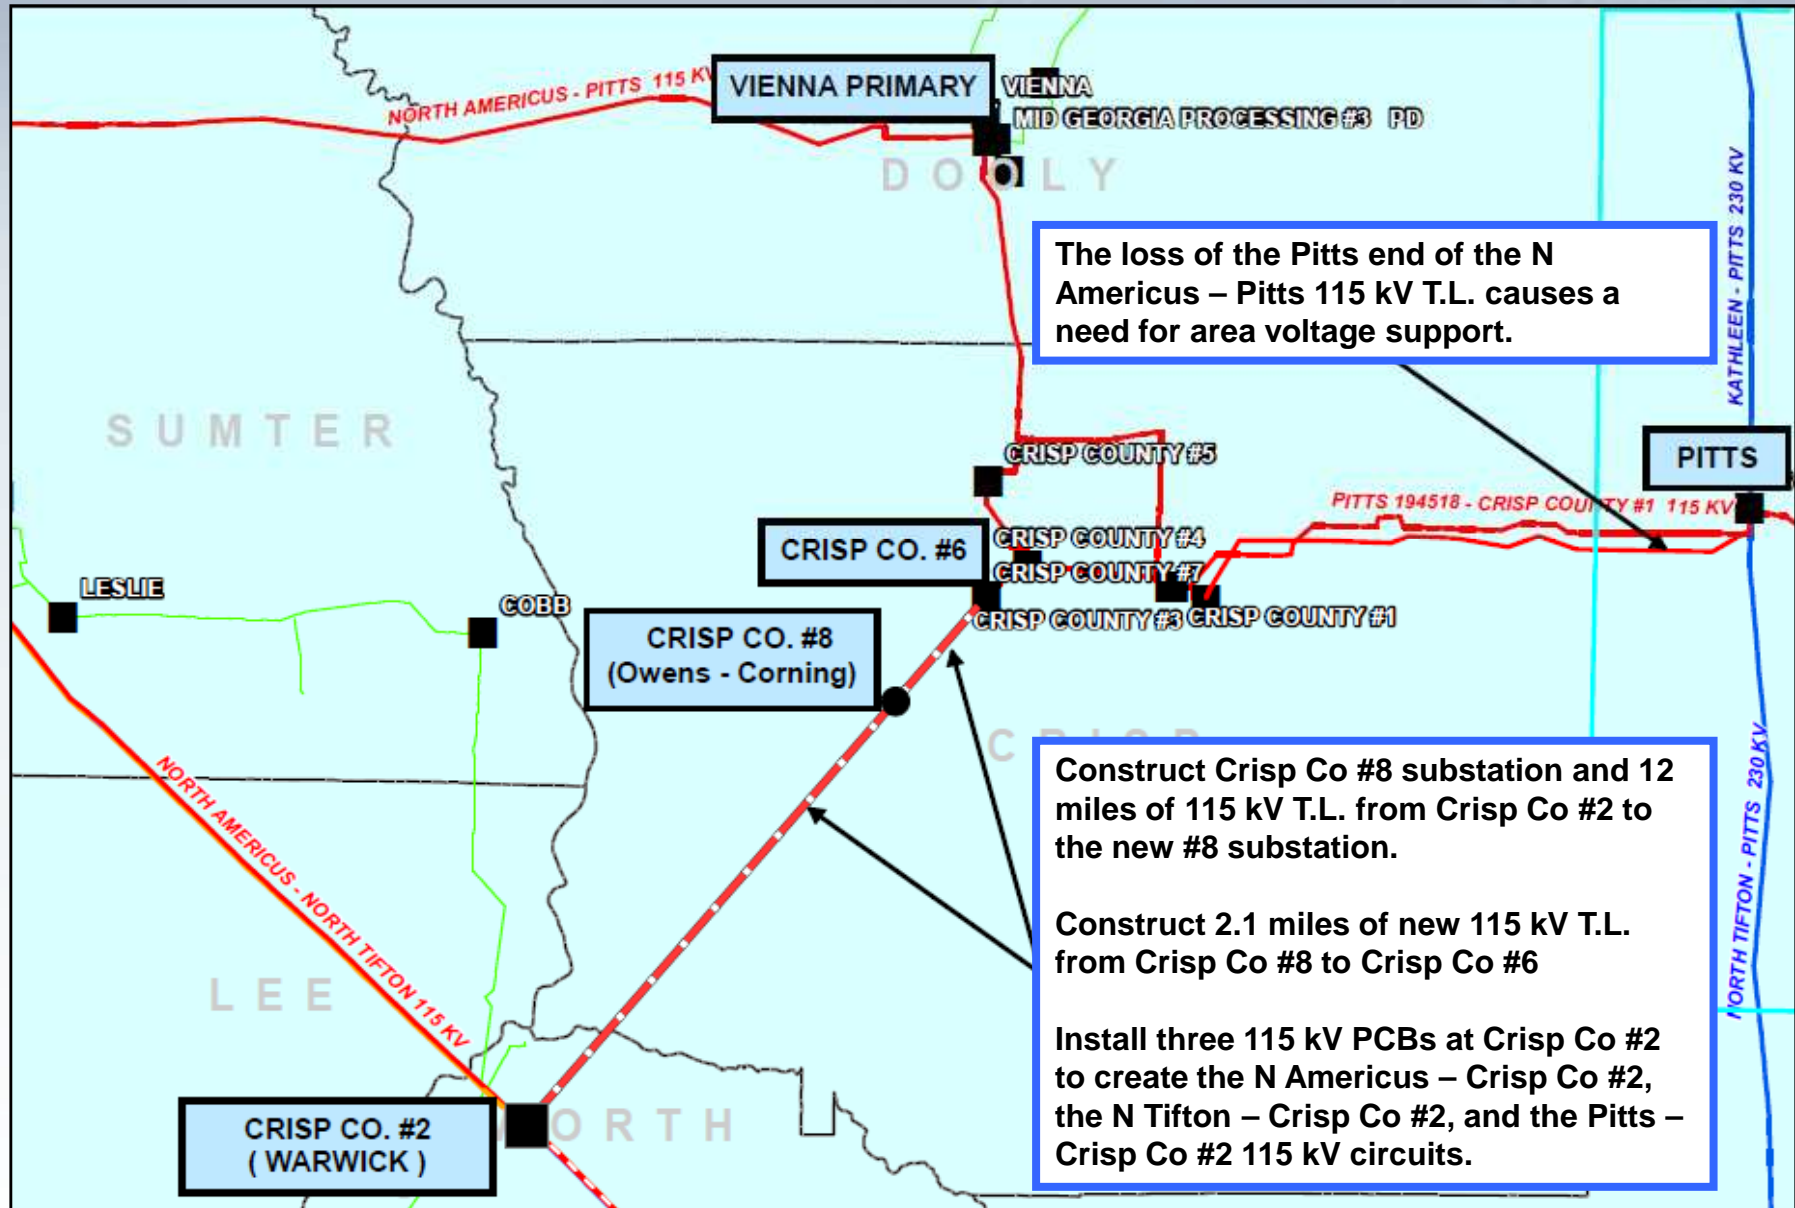 NORTH AMERICUS - PITTS 115 KV
VIENNA PRIMARY
VIENNA
MID GEORGIA PROCESSING #3 PD
DOOLY
KATHLEEN - PITTS 230 KV
The loss of the Pitts end of the N
Americus – Pitts 115 kV T.L. causes a
need for area voltage support.
SUMTER
CRISP COUNTY #5
PITTS
PITTS 194518 - CRISP COUNTY #1 115 KV
CRISP CO. #6
CRISP COUNTY #4
CRISP COUNTY #7
CRISP COUNTY #3
CRISP COUNTY #1
LESLIE
COBB
CRISP CO. #8
(Owens - Corning)
CRISP
NORTH TIFTON - PITTS 230 KV
NORTH AMERICUS - NORTH TIFTON 115 KV
Construct Crisp Co #8 substation and 12
miles of 115 kV T.L. from Crisp Co #2 to
the new #8 substation.
Construct 2.1 miles of new 115 kV T.L.
from Crisp Co #8 to Crisp Co #6
Install three 115 kV PCBs at Crisp Co #2
to create the N Americus – Crisp Co #2,
the N Tifton – Crisp Co #2, and the Pitts –
Crisp Co #2 115 kV circuits.
LEE
WORTH
CRISP CO. #2
( WARWICK )